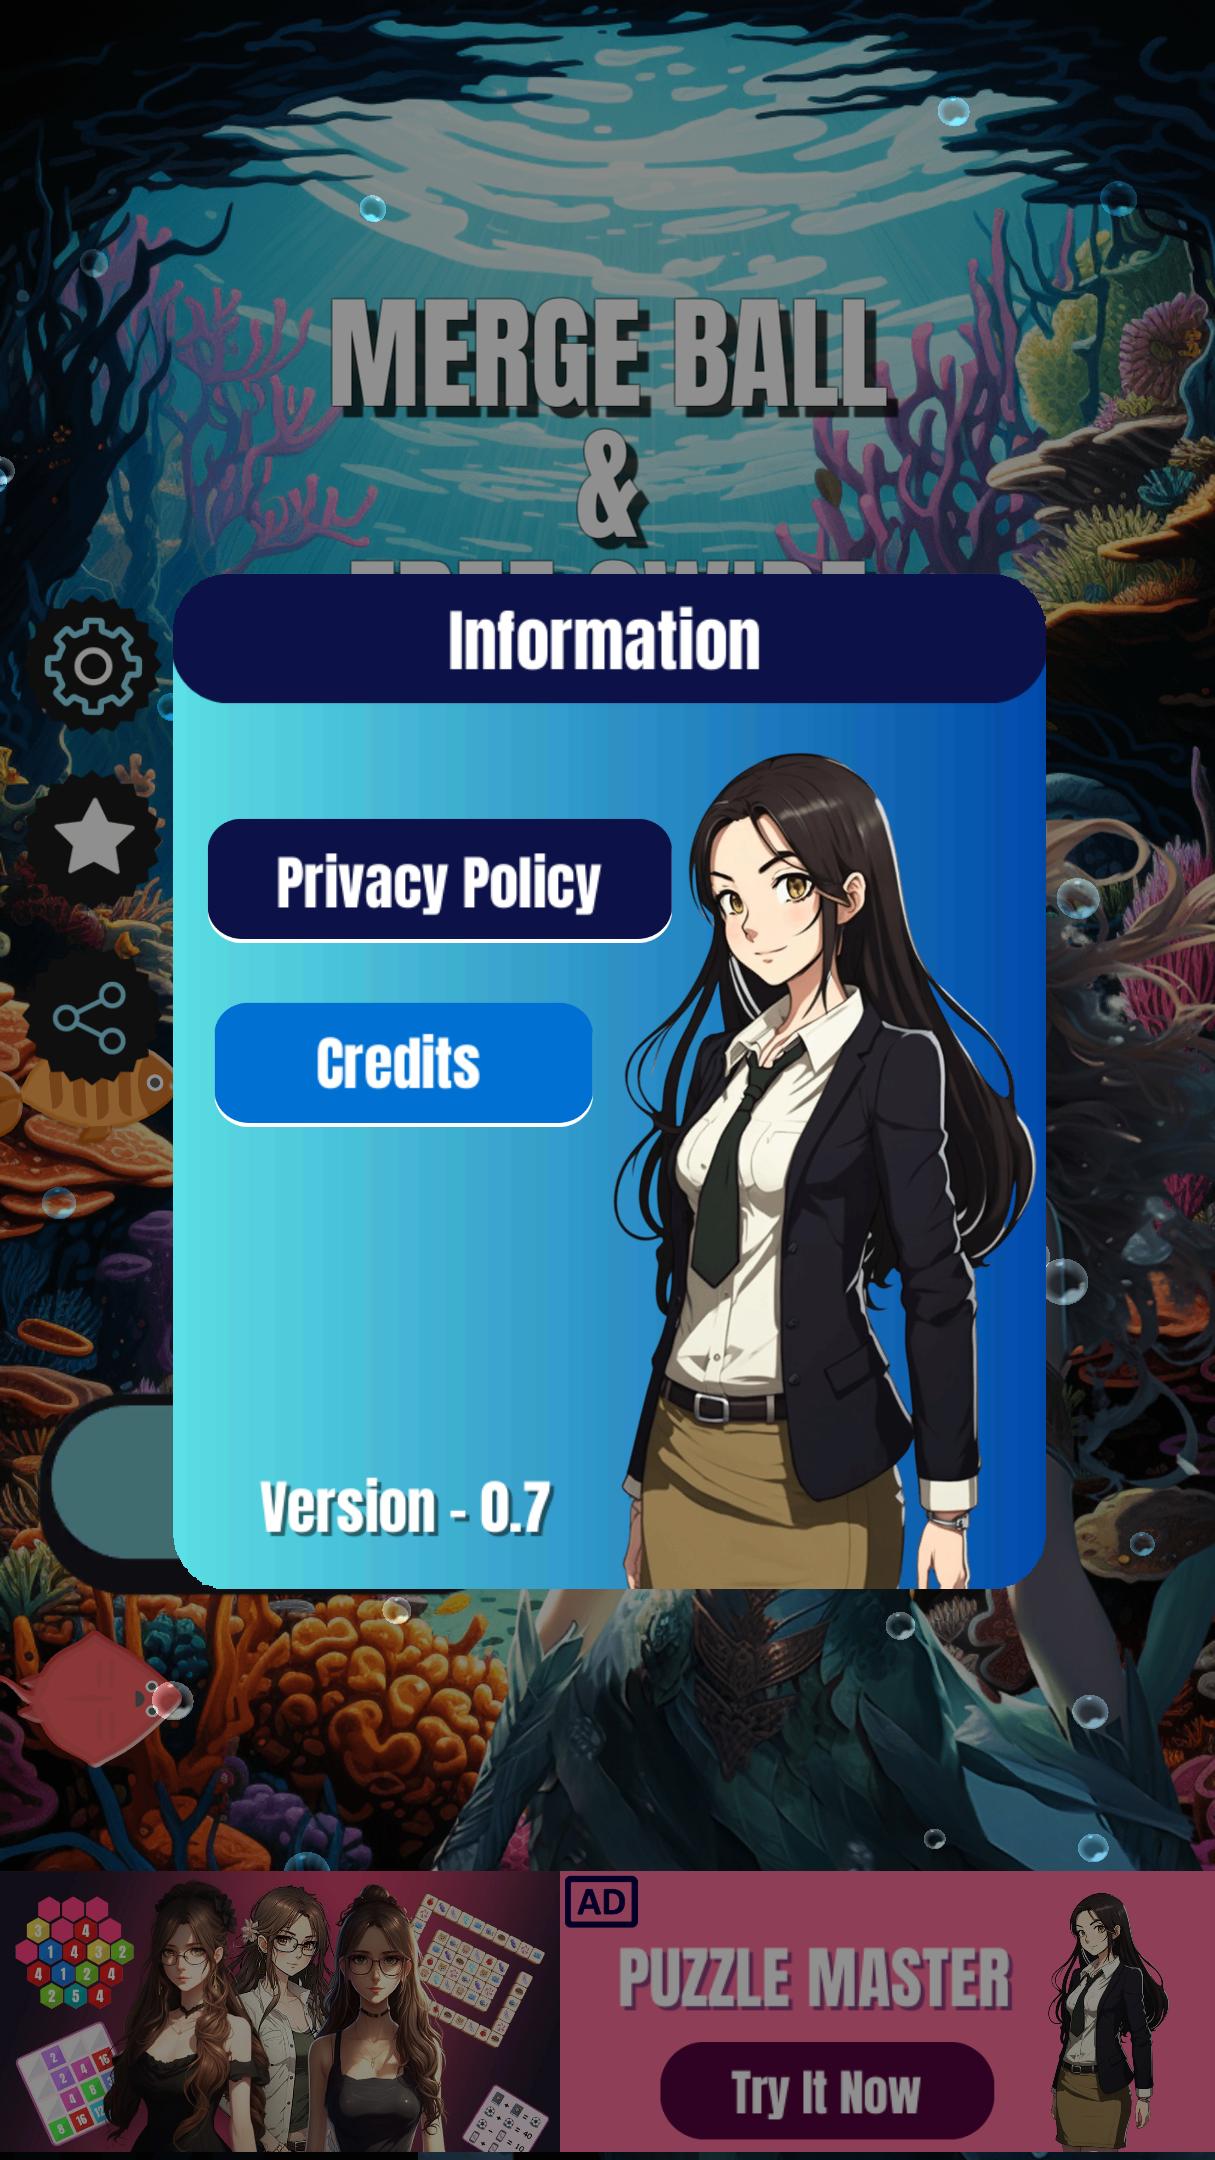 MERGE BALL
&
Information
Privacy Policy
Credits
Version - 0.7
AD
PUZZLE MASTER
Try It Now